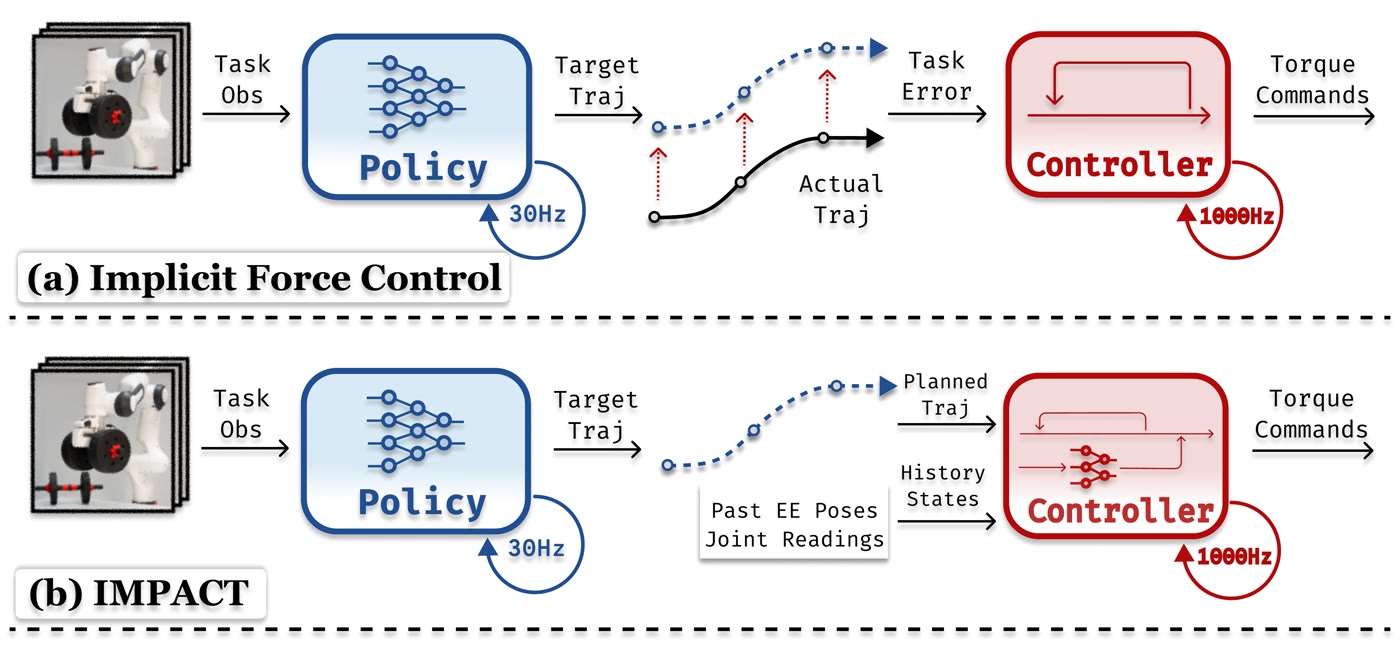 Task
Obs
Policy
30Hz
Target
Traj
Actual
Traj
Task
Error
Controller
1000Hz
Torque
Commands
(a) Implicit Force Control
Task
Obs
Policy
30Hz
Target
Traj
Planned
Traj
History
States
Past EE Poses
Joint Readings
Controller
1000Hz
Torque
Commands
(b) IMPACT